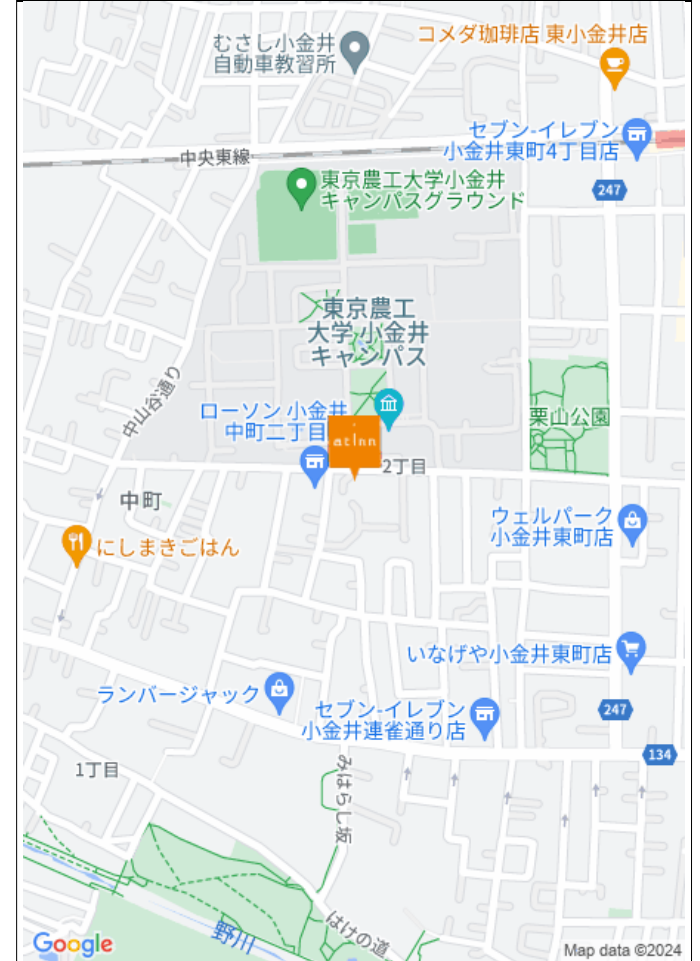 むさし小金井
自動車教習所
コメダ珈琲店 東小金井店
セブン-イレブン
小金井東町4丁目店
中央東線
東京農工大学小金井
キャンパスグラウンド
247
東京農工
大学 小金井
キャンパス
中山谷通り
ローソン 小金井
中町二丁目
atInn
栗山公園
2丁目
中町
ウェルパーク
小金井東町店
にしまきごはん
いなげや小金井東町店
ランバージャック
セブン-イレブン
小金井連雀通り店
247
134
1丁目
みはらし坂
はけの道
野川
Google
Map data ©2024